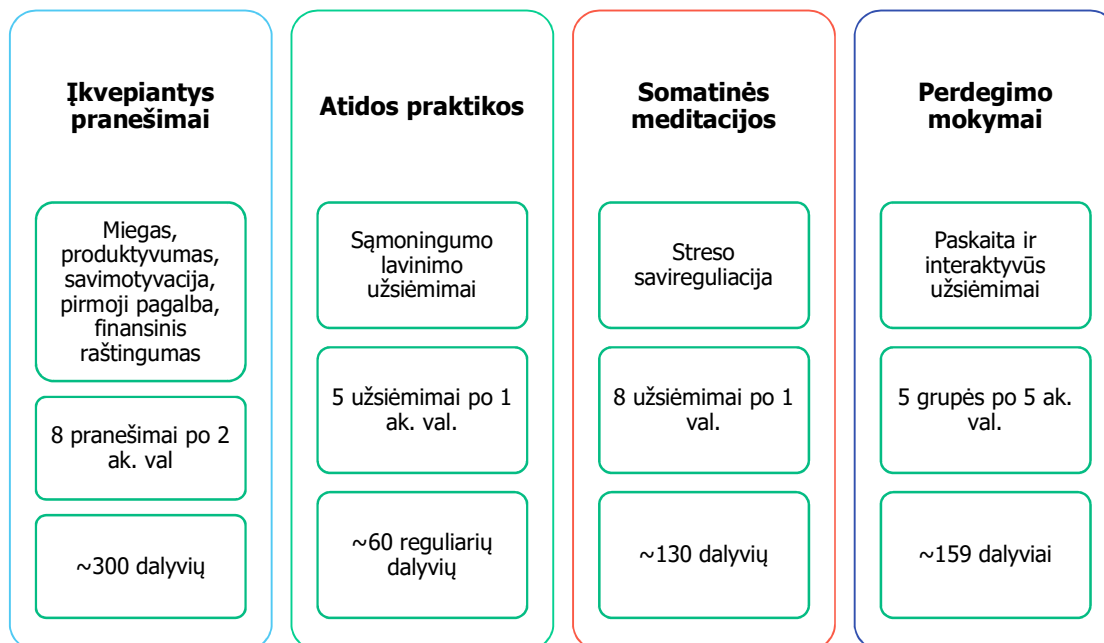 Įkvepiantys
pranešimai
Miegas,
produktyvumas,
savimotyvacija,
pirmoji pagalba,
finansinis
raštingumas
8 pranešimai po 2
ak. val
~300 dalyvių
Atidos praktikos
Sąmoningumo
lavinimo
užsiėmimai
5 užsiėmimai po 1
ak. val.
~60 reguliarių
dalyvių
Somatinės
meditacijos
Streso
savireguliacija
8 užsiėmimai po 1
val.
~130 dalyvių
Perdegimo
mokymai
Paskaita ir
interaktyvūs
užsiėmimai
5 grupės po 5 ak.
val.
~159 dalyviai